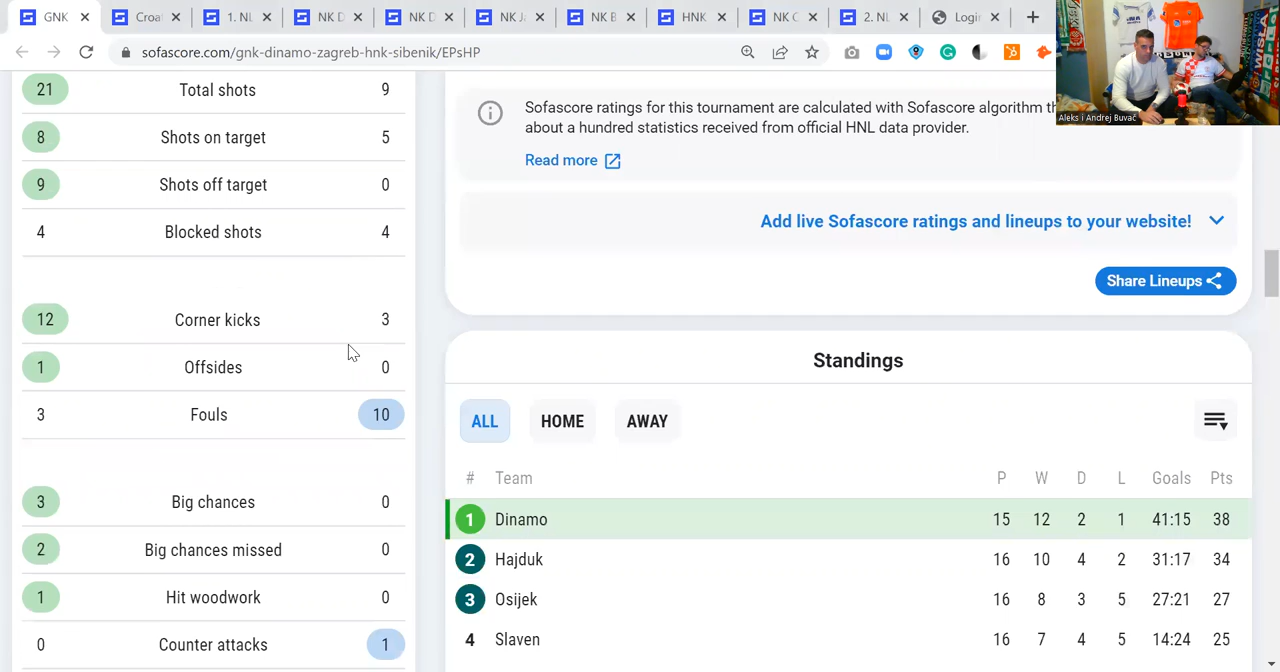 GNK
Croat
1. NL
NK D
NK D
NK J
NK B
HNK
NK G
2. NL
Login
sofascore.com/gnk-dinamo-zagreb-hnk-sibenik/EPsHP
Aleks i Andrej Buvač
21 Total shots 9
8 Shots on target 5
9 Shots off target 0
4 Blocked shots 4
12 Corner kicks 3
1 Offsides 0
3 Fouls 10
3 Big chances 0
2 Big chances missed 0
1 Hit woodwork 0
0 Counter attacks 1
Sofascore ratings for this tournament are calculated with Sofascore algorithm th
about a hundred statistics received from official HNL data provider.
Read more
Add live Sofascore ratings and lineups to your website!
Share Lineups
Standings
ALL HOME AWAY
# Team P W D L Goals Pts
1 Dinamo 15 12 2 1 41:15 38
2 Hajduk 16 10 4 2 31:17 34
3 Osijek 16 8 3 5 27:21 27
4 Slaven 16 7 4 5 14:24 25